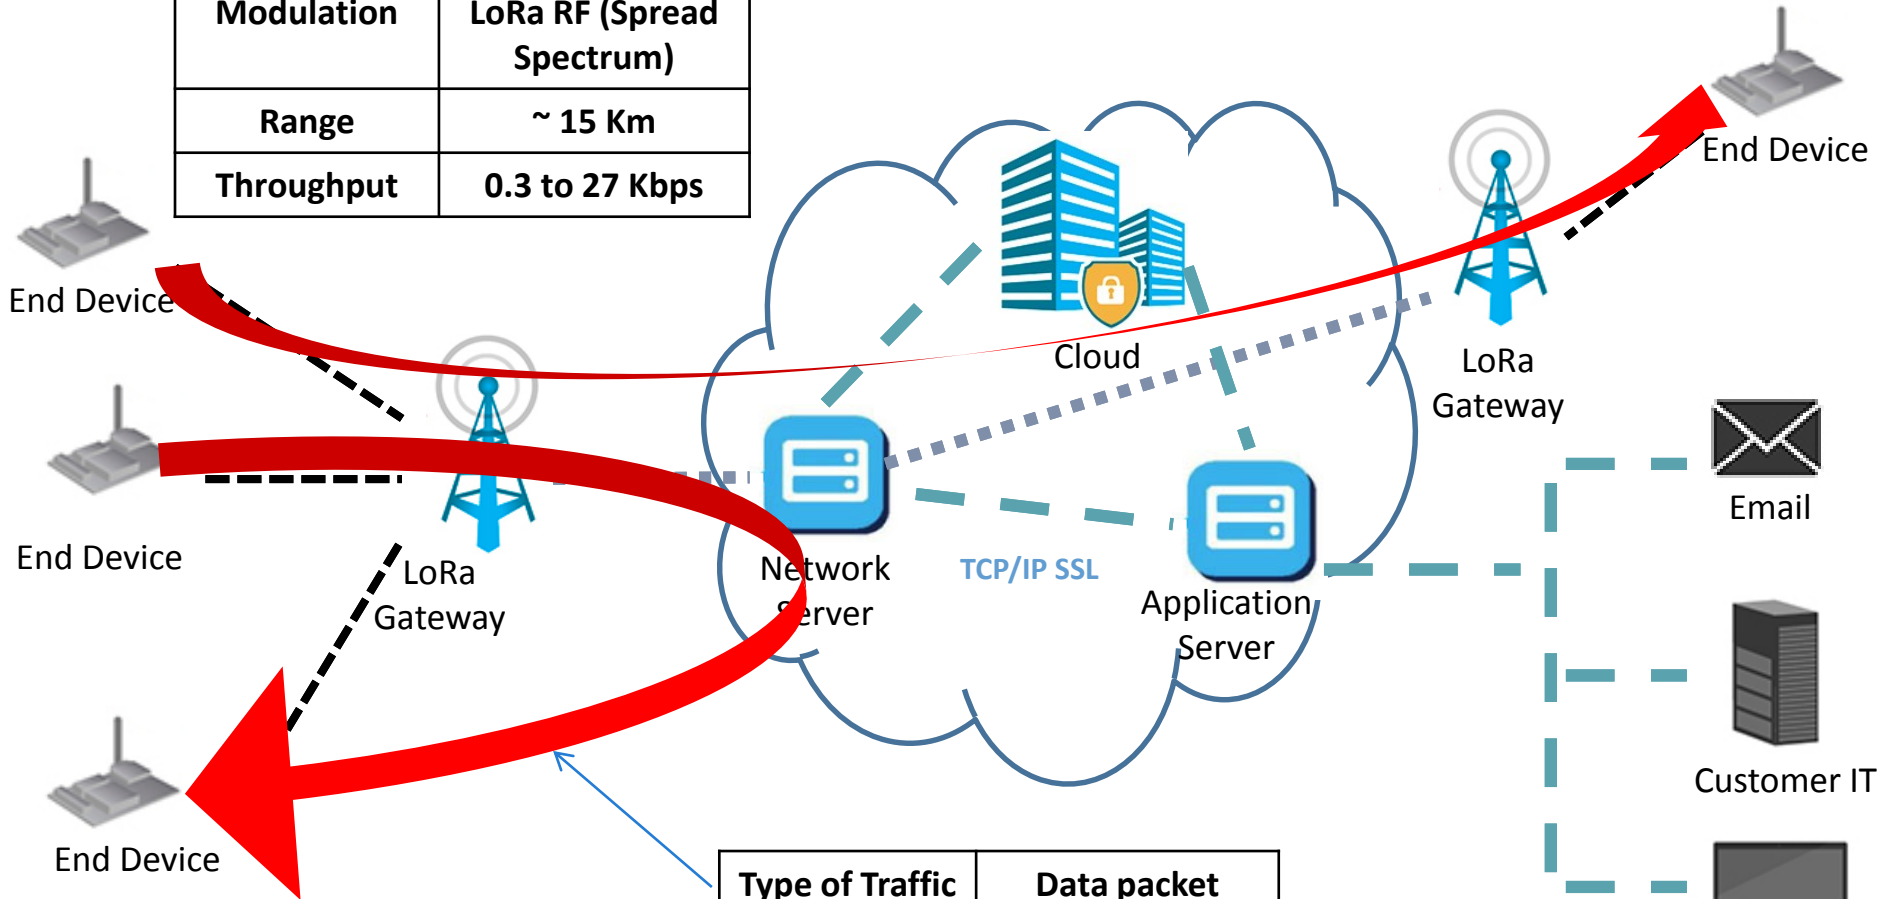 Modulation
LoRa RF (Spread
Spectrum)
Range
~ 15 Km
Throughput
0.3 to 27 Kbps
End Device
End Device
Cloud
LoRa
Gateway
End Device
LoRa
Gateway
Network
Server
TCP/IP SSL
Application
Server
Email
Customer IT
End Device
Type of Traffic
Data packet